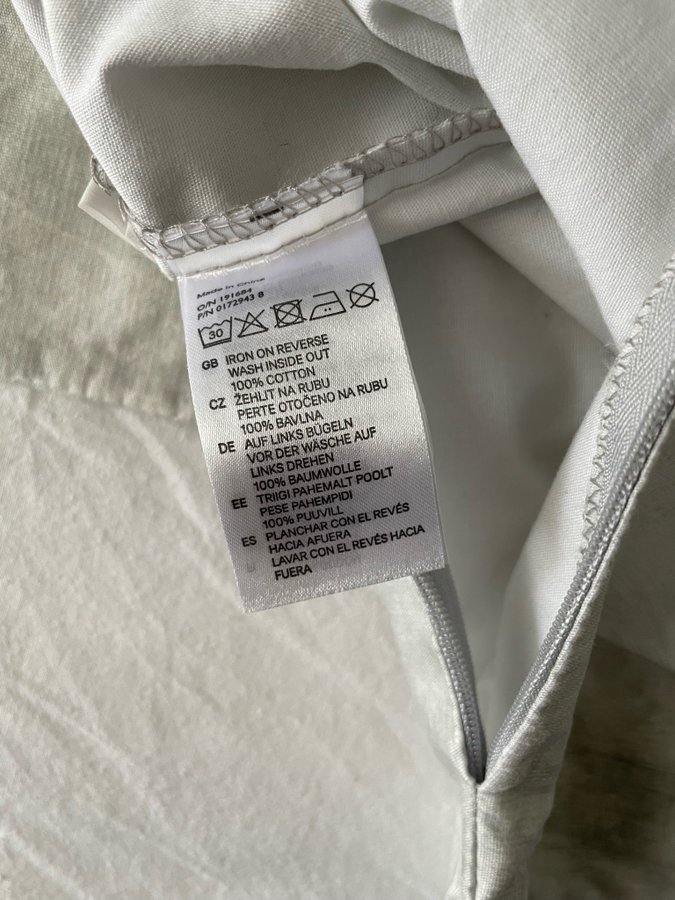 Made in China
O/N 191684
P/N 0172943 8
30
GB IRON ON REVERSE
WASH INSIDE OUT
100% COTTON
CZ ŽEHLIT NA RUBU
PERTE OTOČENO NA RUBU
100% BAVLNA
DE AUF LINKS BÜGELN
VOR DER WÄSCHE AUF
LINKS DREHEN
100% BAUMWOLLE
EE TRIIGI PAHEMALT POOLT
PESE PAHEMPIDI
100% PUUVILL
ES PLANCHAR CON EL REVÉS
HACIA AFUERA
LAVAR CON EL REVÉS HACIA
FUERA